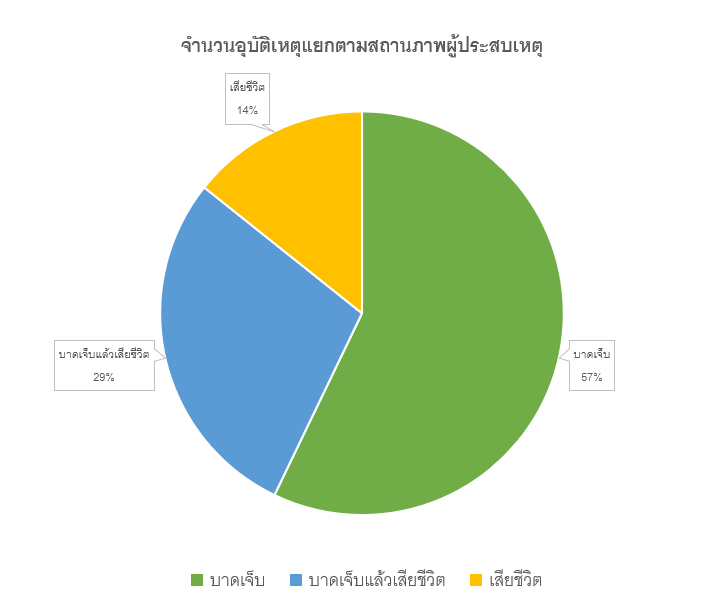 จำนวนอุบัติเหตุแยกตามสถานภาพผู้ประสบเหตุ
เสียชีวิต
14%
บาดเจ็บแล้วเสียชีวิต
29%
บาดเจ็บ
57%
บาดเจ็บ บาดเจ็บแล้วเสียชีวิต เสียชีวิต